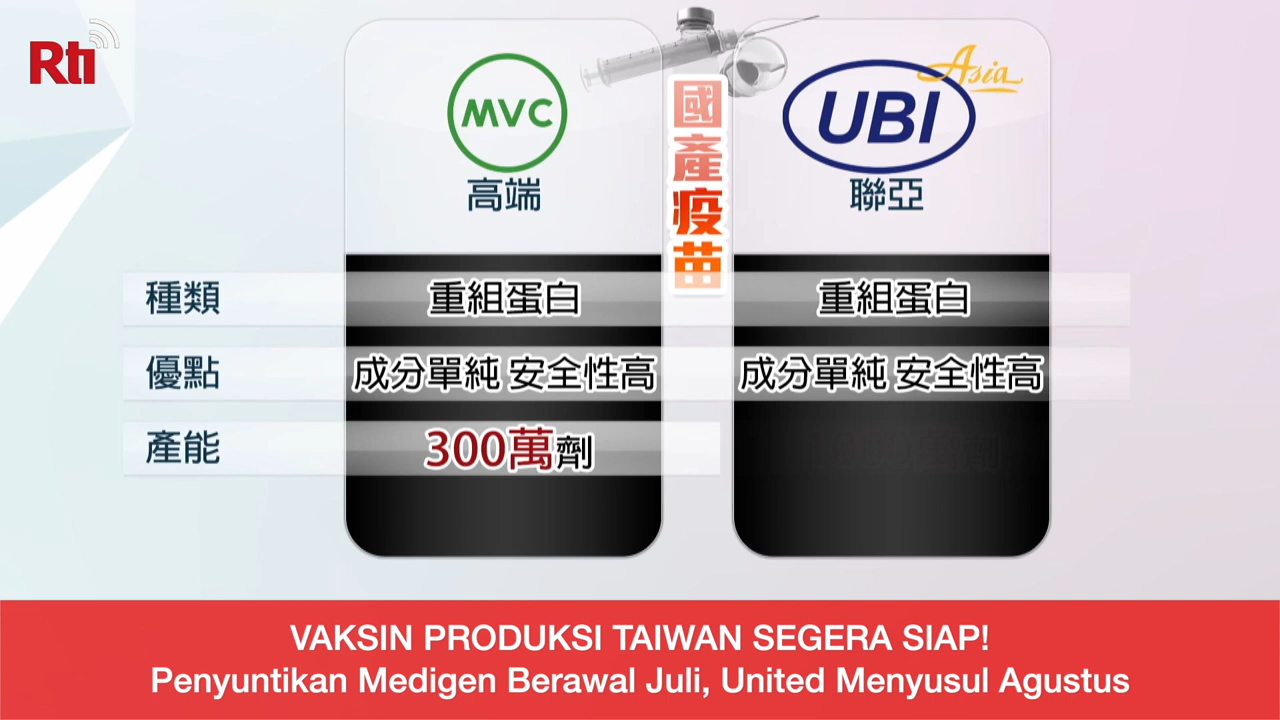 Rti
MVC
高端
國產疫苗
UBI Asia
聯亞
種類 重組蛋白 重組蛋白
優點 成分單純 安全性高 成分單純 安全性高
產能 300萬劑
VAKSIN PRODUKSI TAIWAN SEGERA SIAP!
Penyuntikan Medigen Berawal Juli, United Menyusul Agustus